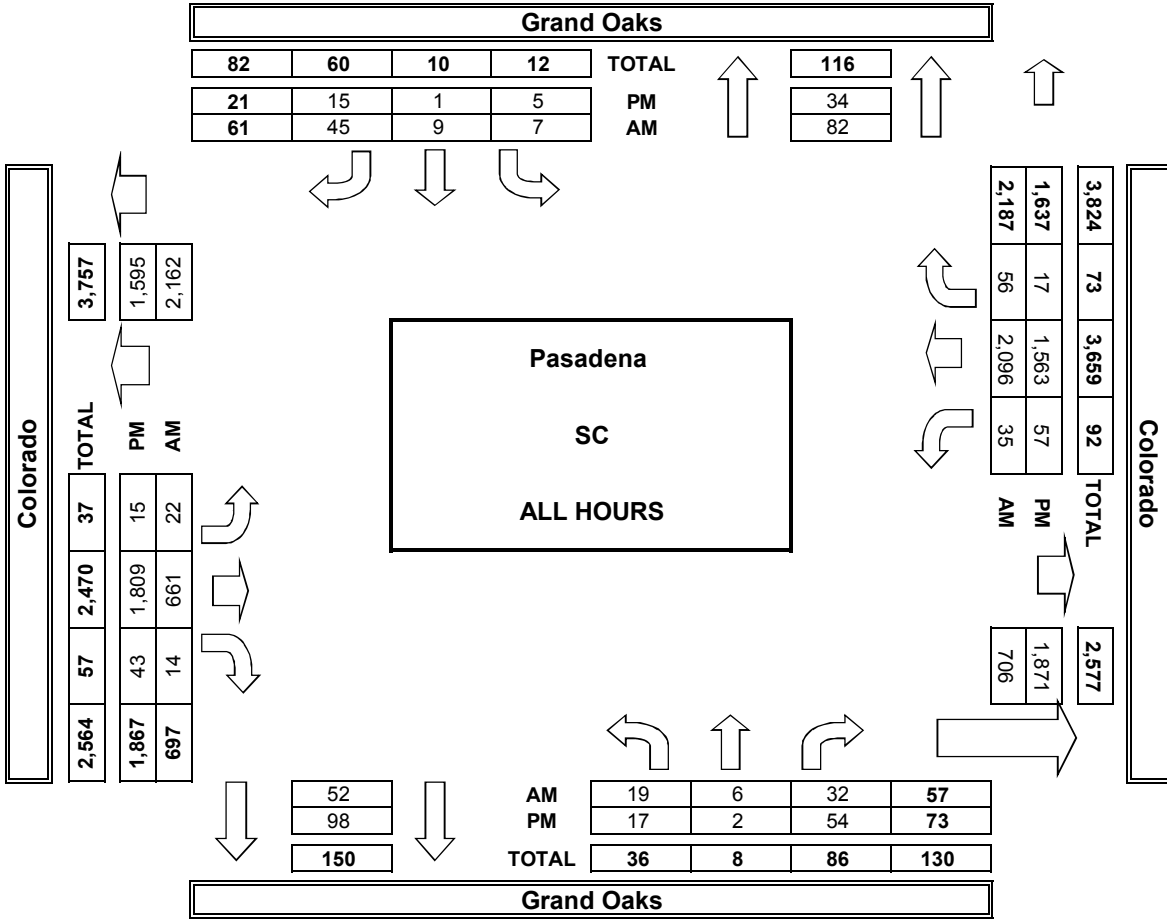 Grand Oaks
82 60 10 12 TOTAL 116
21 15 1 5 PM 34
61 45 9 7 AM 82
Colorado
3,757
1,595
2,162
TOTAL 37 2,470 57 2,564
PM 15 1,809 43 1,867
AM 22 661 14 697
Pasadena
SC
ALL HOURS
3,824 73 3,659 92 TOTAL 2,577
1,637 17 1,563 57 PM 1,871
2,187 56 2,096 35 AM 706
Colorado
52 AM 19 6 32 57
98 PM 17 2 54 73
150 TOTAL 36 8 86 130
Grand Oaks